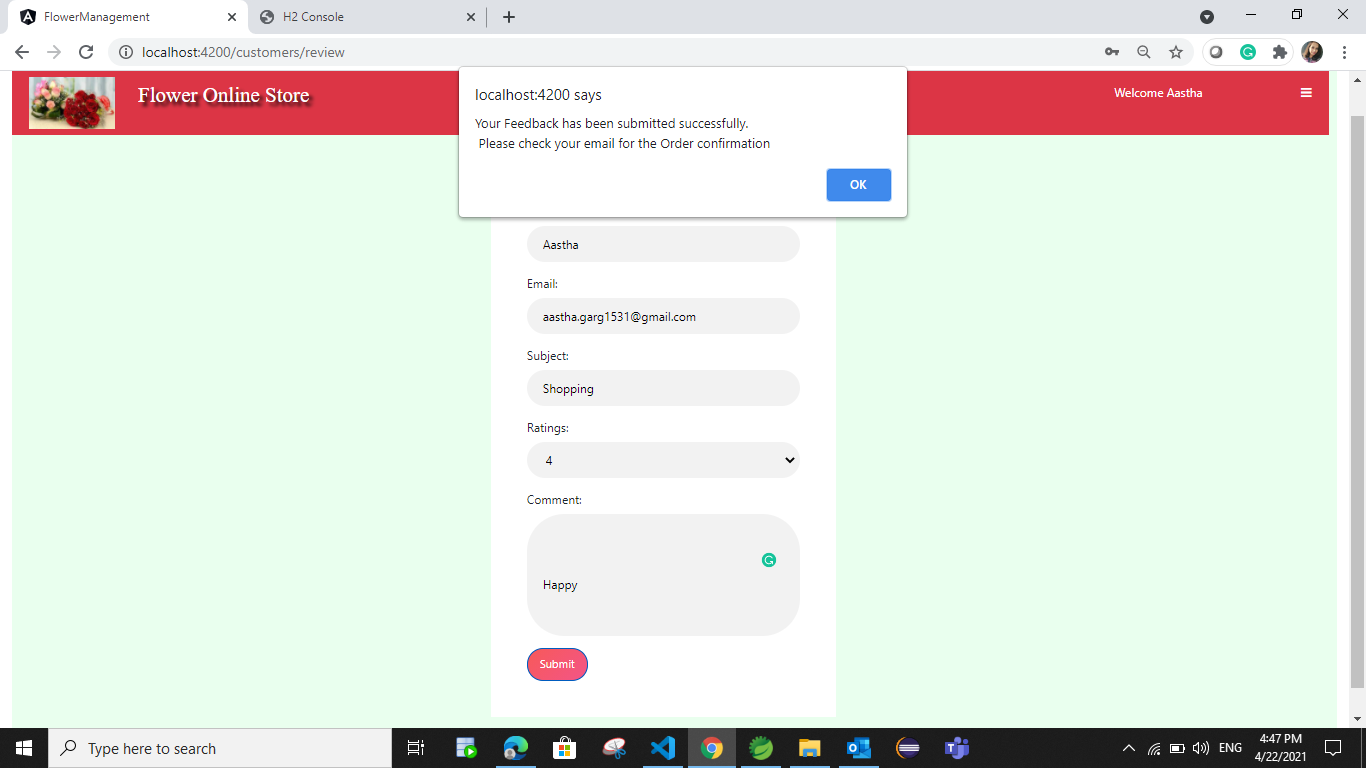 FlowerManagement
H2 Console
localhost:4200/customers/review
Flower Online Store
Welcome Aastha
localhost:4200 says
Your Feedback has been submitted successfully.
Please check your email for the Order confirmation
OK
Aastha
Email:
aastha.garg1531@gmail.com
Subject:
Shopping
Ratings:
4
Comment:
Happy
Submit
Type here to search
ENG
4:47 PM
4/22/2021